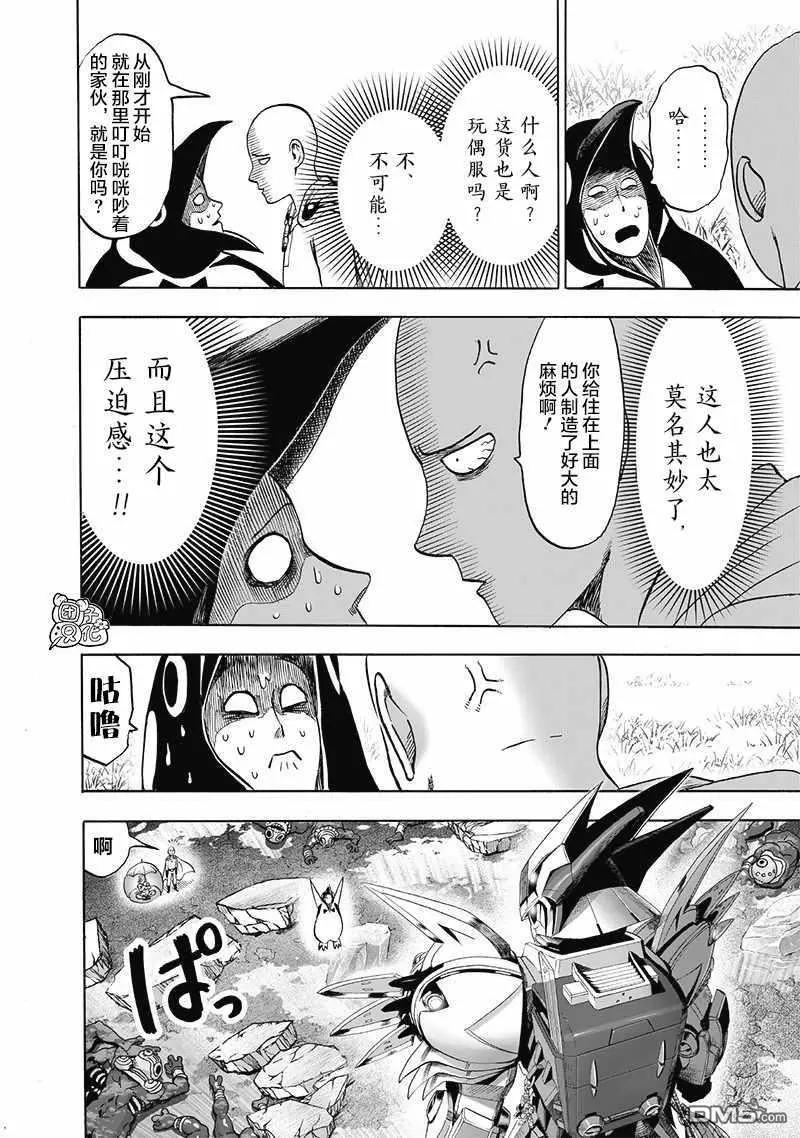 哈……
……
什么人啊？
这货也是
玩偶服吗？
不、
不可能…
从刚才开始
就在那里叮叮咣咣吵着
的家伙，就是你吗？
这人也太
莫名其妙了，
你给住在上面
的人制造了好大的
麻烦啊！
而且这个
压迫感…!!
咕噜
啊
ぱっ
团子汉化
DM5.com